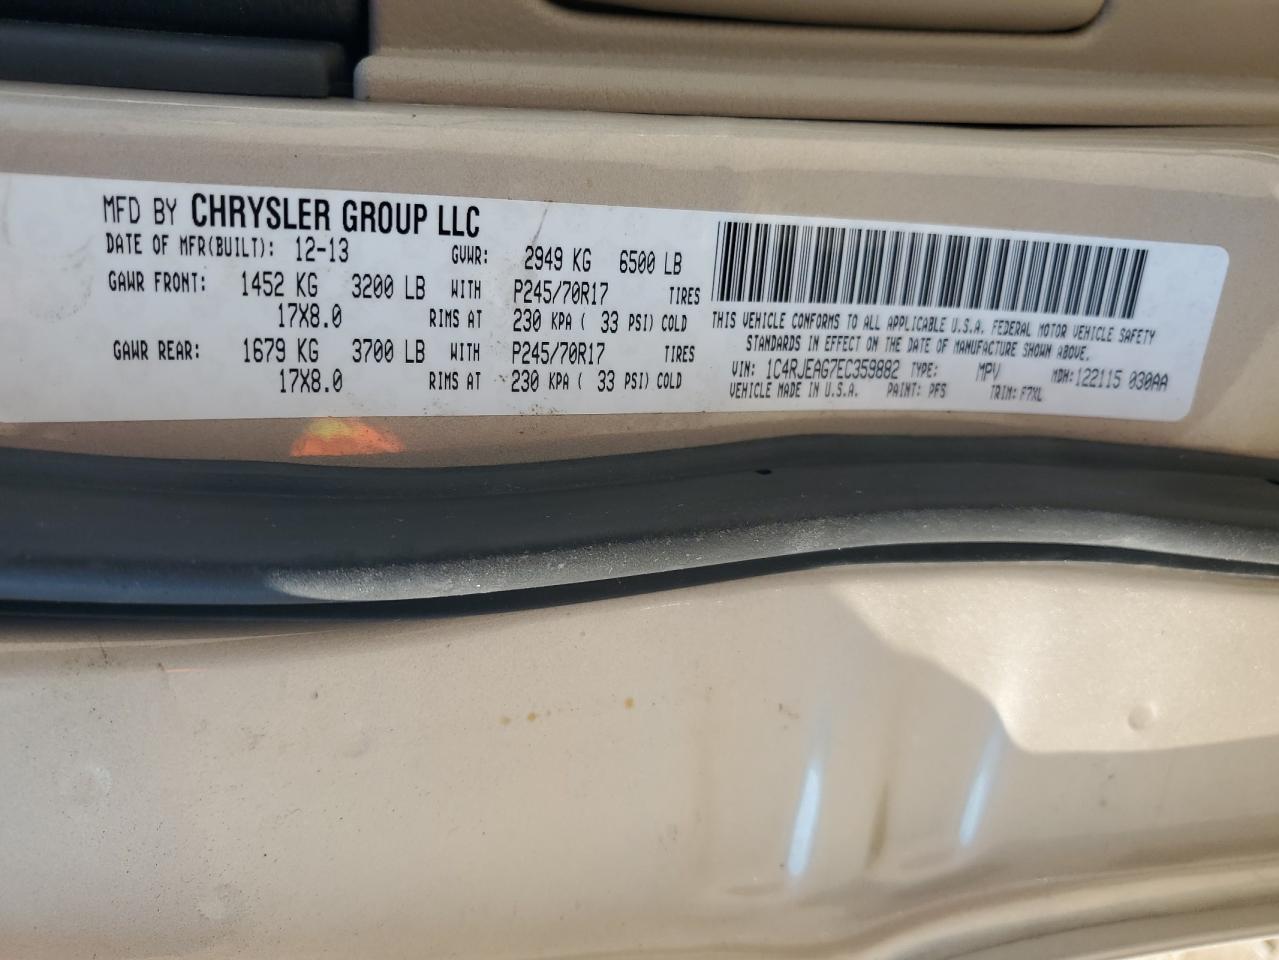 MFD BY CHRYSLER GROUP LLC
DATE OF MFR(BUILT): 12-13 GVWR: 2949 KG 6500 LB
GAWR FRONT: 1452 KG 3200 LB WITH P245/70R17 TIRES
17X8.0 RIMS AT 230 KPA ( 33 PSI) COLD
GAWR REAR: 1679 KG 3700 LB WITH P245/70R17 TIRES
17X8.0 RIMS AT 230 KPA ( 33 PSI) COLD
THIS VEHICLE CONFORMS TO ALL APPLICABLE U.S.A. FEDERAL MOTOR VEHICLE SAFETY
STANDARDS IN EFFECT ON THE DATE OF MANUFACTURE SHOWN ABOVE.
VIN: 1C4RJEAG7EC359882 TYPE: MPV MDH:122115 030AA
VEHICLE MADE IN U.S.A. PAINT: PFS TRIM: F7XL